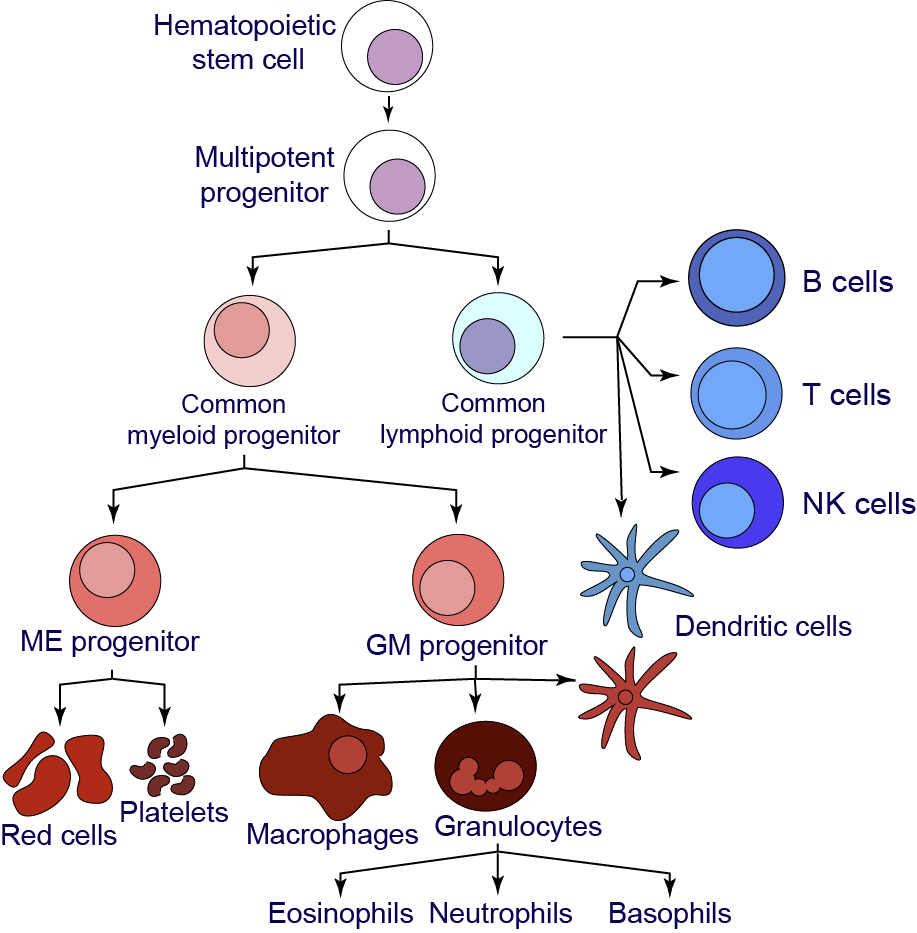 Hematopoietic
stem cell
Multipotent
progenitor
B cells
T cells
NK cells
Common
myeloid progenitor
Common
lymphoid progenitor
Dendritic cells
ME progenitor
GM progenitor
Red cells
Platelets
Macrophages
Granulocytes
Eosinophils
Neutrophils
Basophils